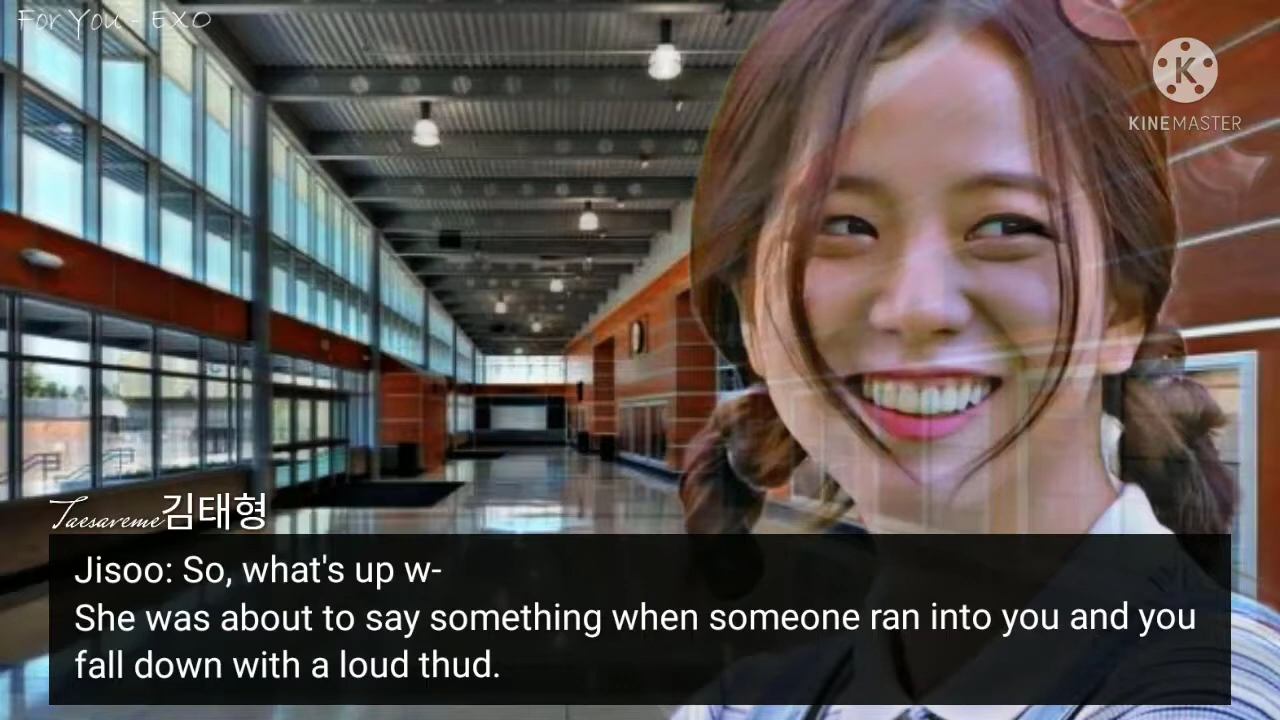 For You - EXO
K
KINEMASTER
Taesareme김태형
Jisoo: So, what's up w-
She was about to say something when someone ran into you and you
fall down with a loud thud.